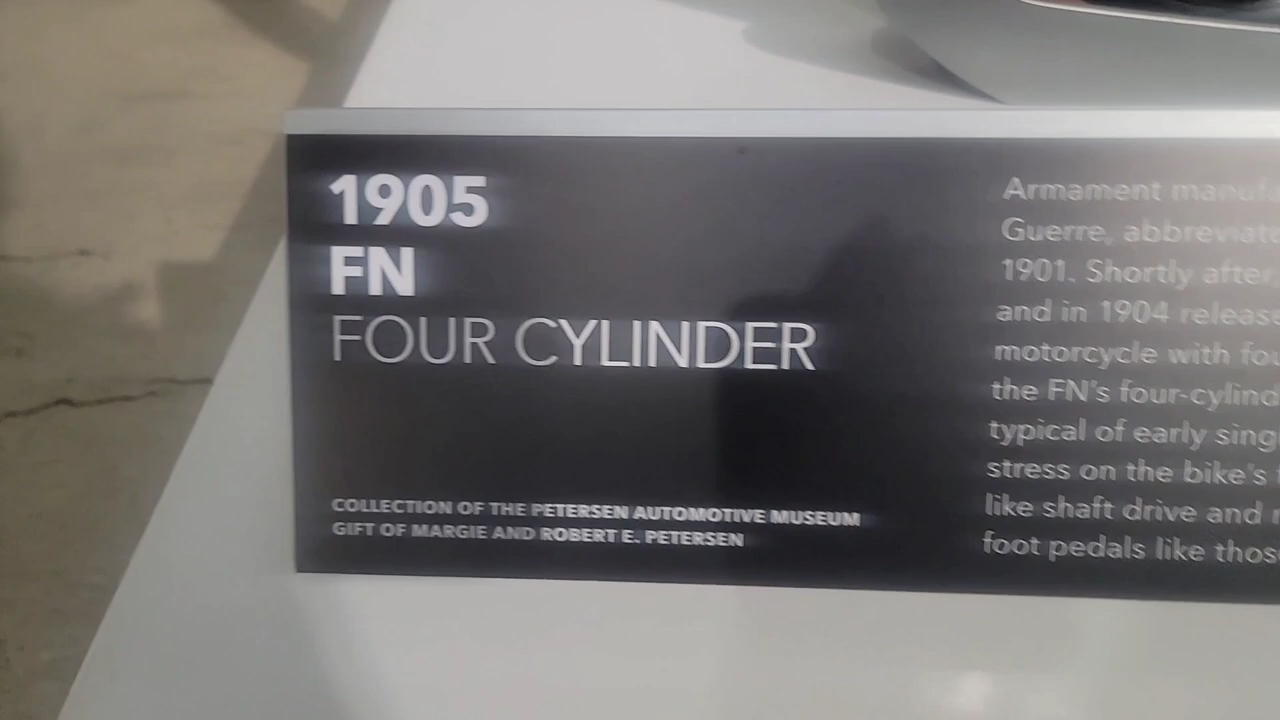 1905
FN
FOUR CYLINDER
COLLECTION OF THE PETERSEN AUTOMOTIVE MUSEUM
GIFT OF MARGIE AND ROBERT E. PETERSEN
Armament
Guerre,
1901. Shortly after,
and in 1904
motorcycle with
the FN's
typical of early
stress on the bike's
like shaft drive and
foot pedals like